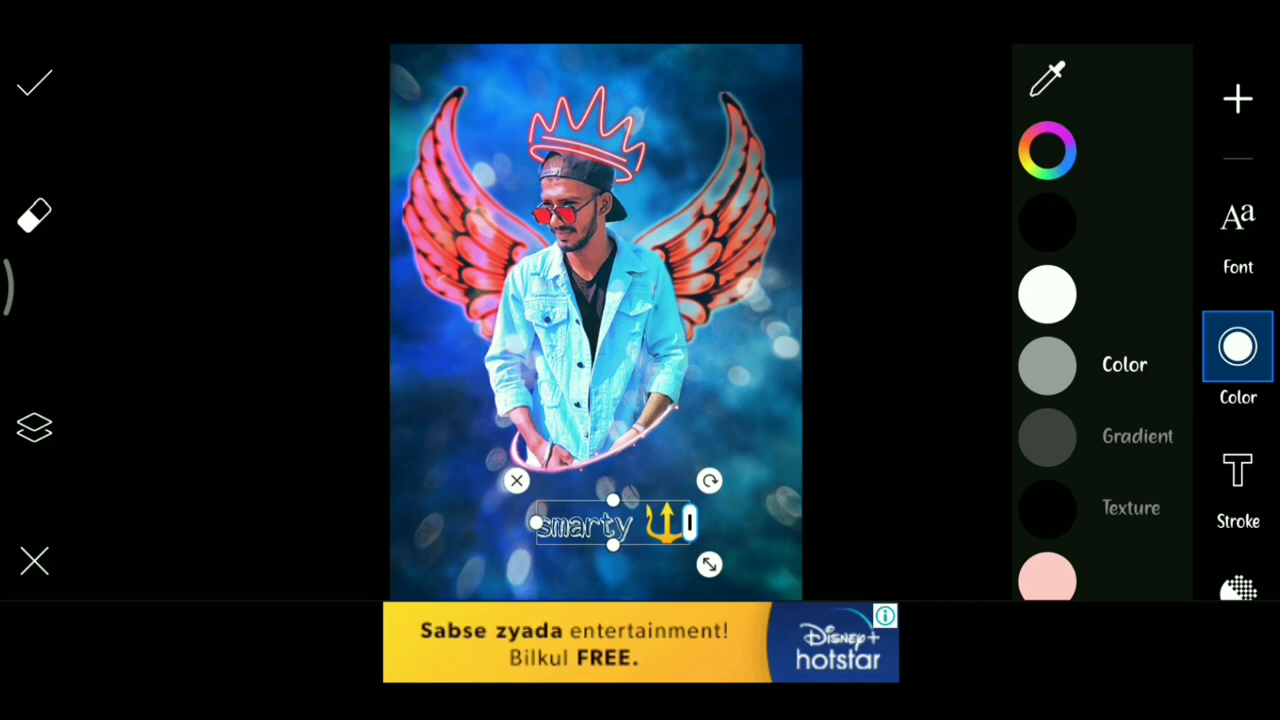 Aa
Font
Color
Color
Gradient
Texture
Stroke
smarty
Sabse zyada entertainment!
Bilkul FREE.
Disney+
hotstar